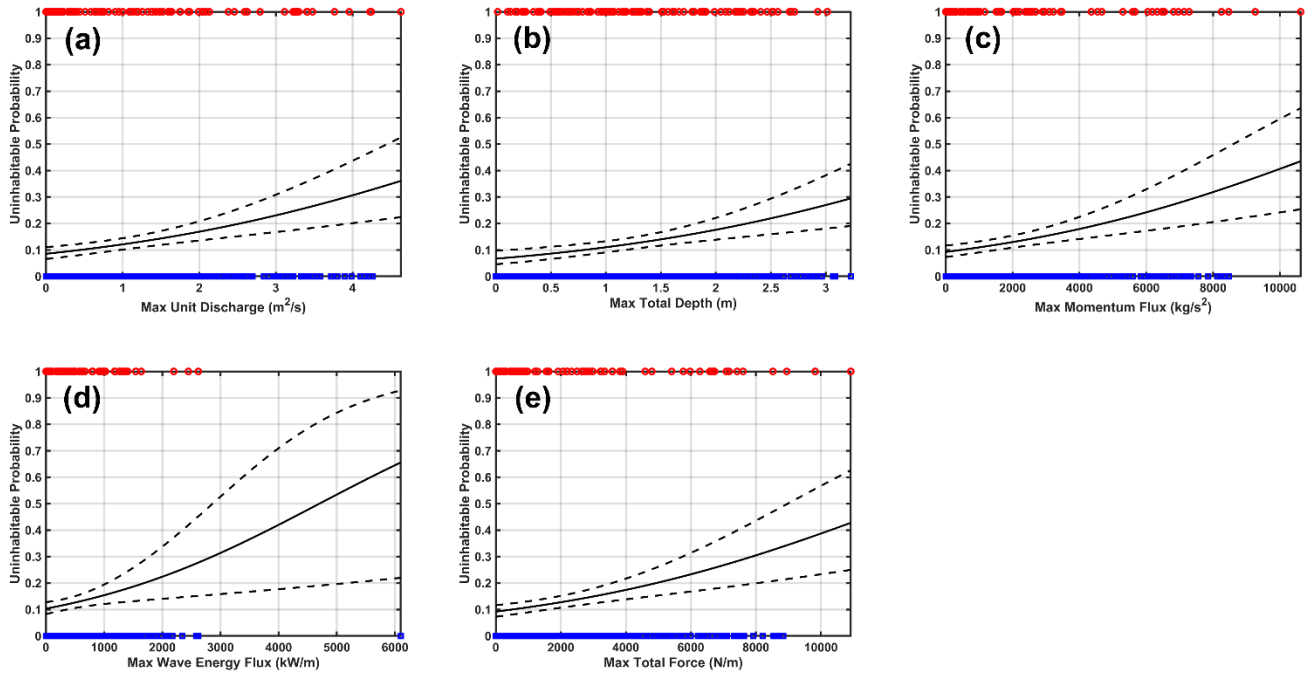 (a)
Uninhabitable Probability
1
0.9
0.8
0.7
0.6
0.5
0.4
0.3
0.2
0.1
0
0 1 2 3 4
Max Unit Discharge (m²/s)
(b)
Uninhabitable Probability
1
0.9
0.8
0.7
0.6
0.5
0.4
0.3
0.2
0.1
0
0 0.5 1 1.5 2 2.5 3
Max Total Depth (m)
(c)
Uninhabitable Probability
1
0.9
0.8
0.7
0.6
0.5
0.4
0.3
0.2
0.1
0
0 2000 4000 6000 8000 10000
Max Momentum Flux (kg/s²)
(d)
Uninhabitable Probability
1
0.9
0.8
0.7
0.6
0.5
0.4
0.3
0.2
0.1
0
0 1000 2000 3000 4000 5000 6000
Max Wave Energy Flux (kW/m)
(e)
Uninhabitable Probability
1
0.9
0.8
0.7
0.6
0.5
0.4
0.3
0.2
0.1
0
0 2000 4000 6000 8000 10000
Max Total Force (N/m)